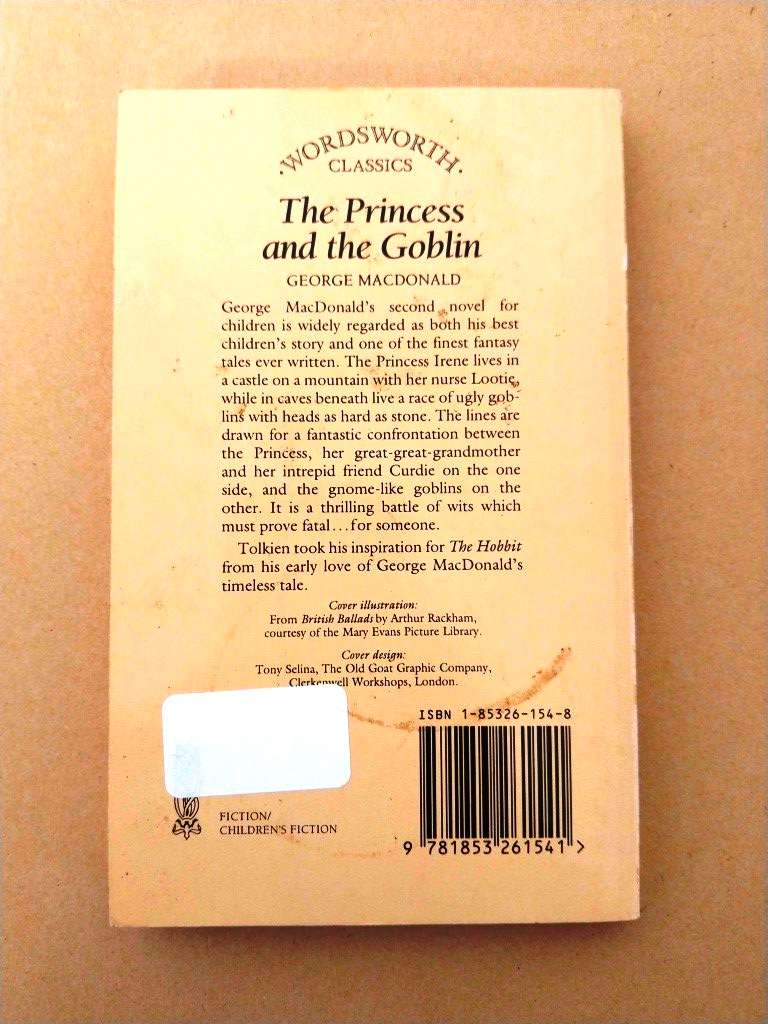 ·WORDSWORTH·
CLASSICS
The Princess
and the Goblin
GEORGE MACDONALD
George MacDonald's second novel for
children is widely regarded as both his best
children's story and one of the finest fantasy
tales ever written. The Princess Irene lives in
a castle on a mountain with her nurse Lootie,
while in caves beneath live a race of ugly gob-
lins with heads as hard as stone. The lines are
drawn for a fantastic confrontation between
the Princess, her great-great-grandmother
and her intrepid friend Curdie on the one
side, and the gnome-like goblins on the
other. It is a thrilling battle of wits which
must prove fatal...for someone.
Tolkien took his inspiration for The Hobbit
from his early love of George MacDonald's
timeless tale.
Cover illustration:
From British Ballads by Arthur Rackham,
courtesy of the Mary Evans Picture Library.
Cover design:
Tony Selina, The Old Goat Graphic Company,
Clerkenwell Workshops, London.
ISBN 1-85326-154-8
FICTION/
CHILDREN'S FICTION
9 781853 261541 >